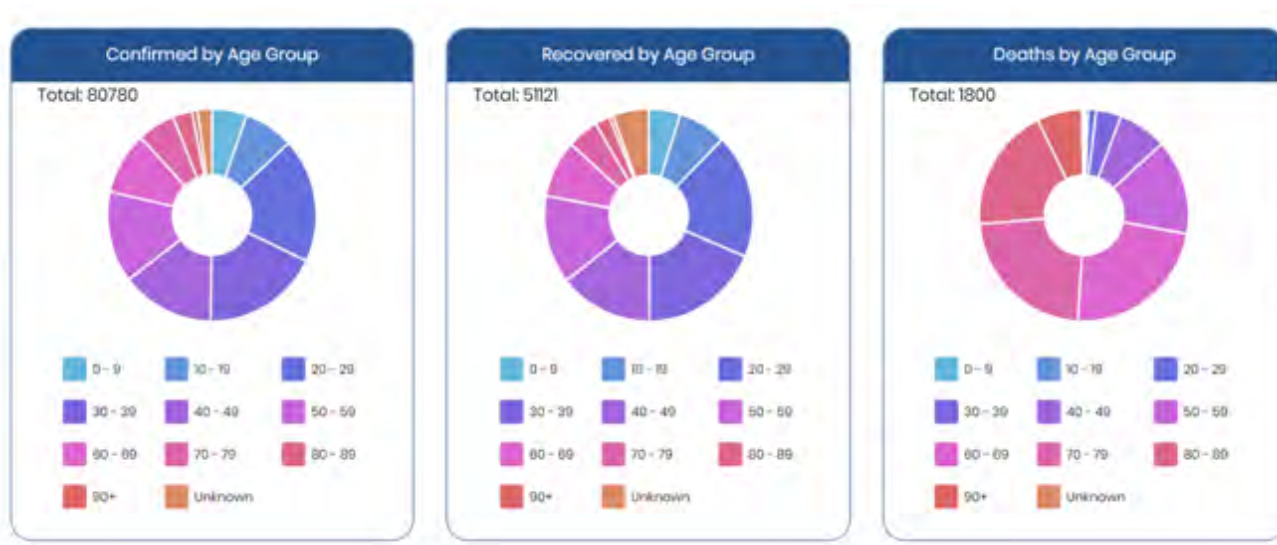 Confirmed by Age Group
Total: 80780
0 - 9
10 - 19
20 - 29
30 - 39
40 - 49
50 - 59
60 - 69
70 - 79
80 - 89
90+
Unknown
Recovered by Age Group
Total: 51121
0 - 9
10 - 19
20 - 29
30 - 39
40 - 49
50 - 59
60 - 69
70 - 79
80 - 89
90+
Unknown
Deaths by Age Group
Total: 1800
0 - 9
10 - 19
20 - 29
30 - 39
40 - 49
50 - 59
60 - 69
70 - 79
80 - 89
90+
Unknown